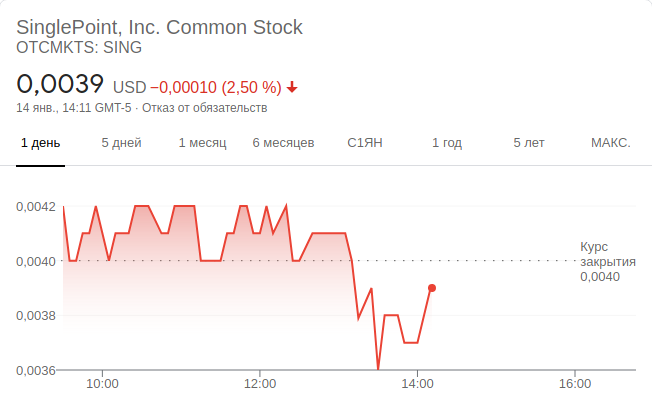 SinglePoint, Inc. Common Stock
OTCMKTS: SING
0,0039 USD −0,00010 (2,50 %)
14 янв., 14:11 GMT-5 · Отказ от обязательств
1 день 5 дней 1 месяц 6 месяцев С1ЯН 1 год 5 лет МАКС.
0,0042
0,0040
0,0038
0,0036
Курс
закрытия
0,0040
10:00 12:00 14:00 16:00